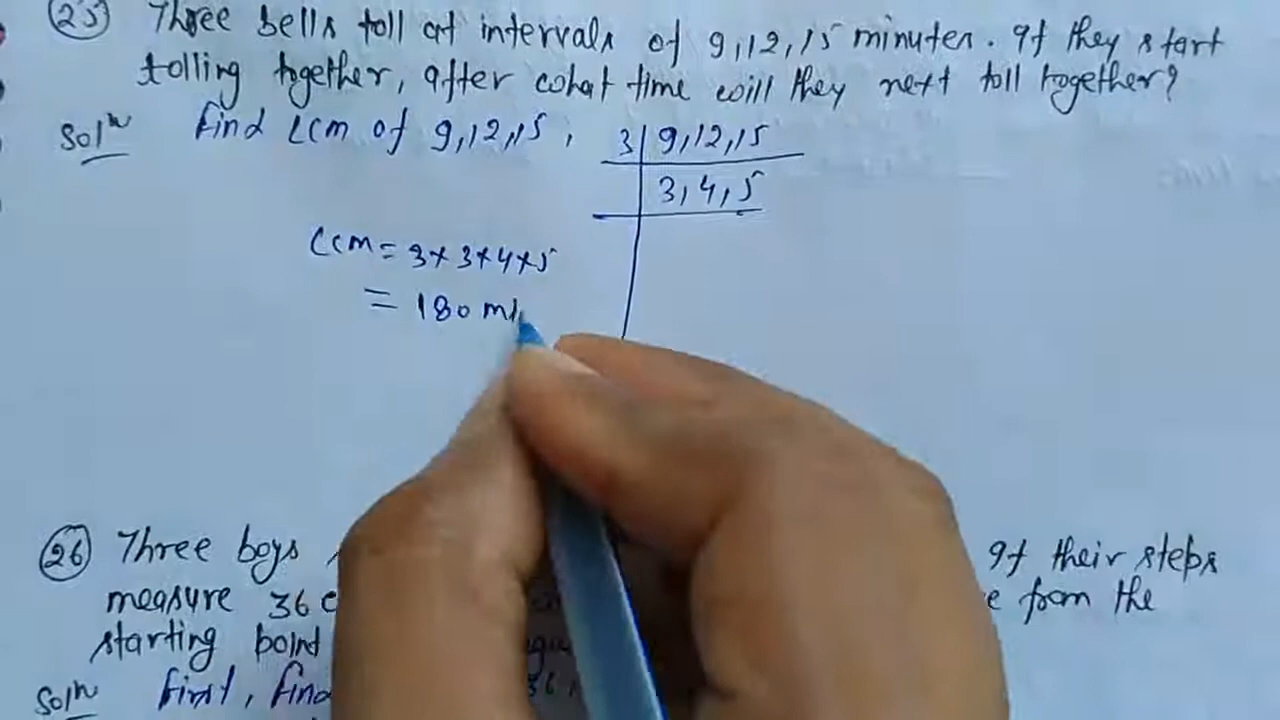 25 Three bells toll at intervals of 9,12,15 minutes. If they start
tolling together, after what time will they next toll together?
Solⁿ Find LCM of 9,12,15,
3 | 9,12,15
3, 4, 5
LCM = 3×3×4×5
= 180 mi
26 Three boys If their steps
measure 36 from the
starting point
Solⁿ First, find 36